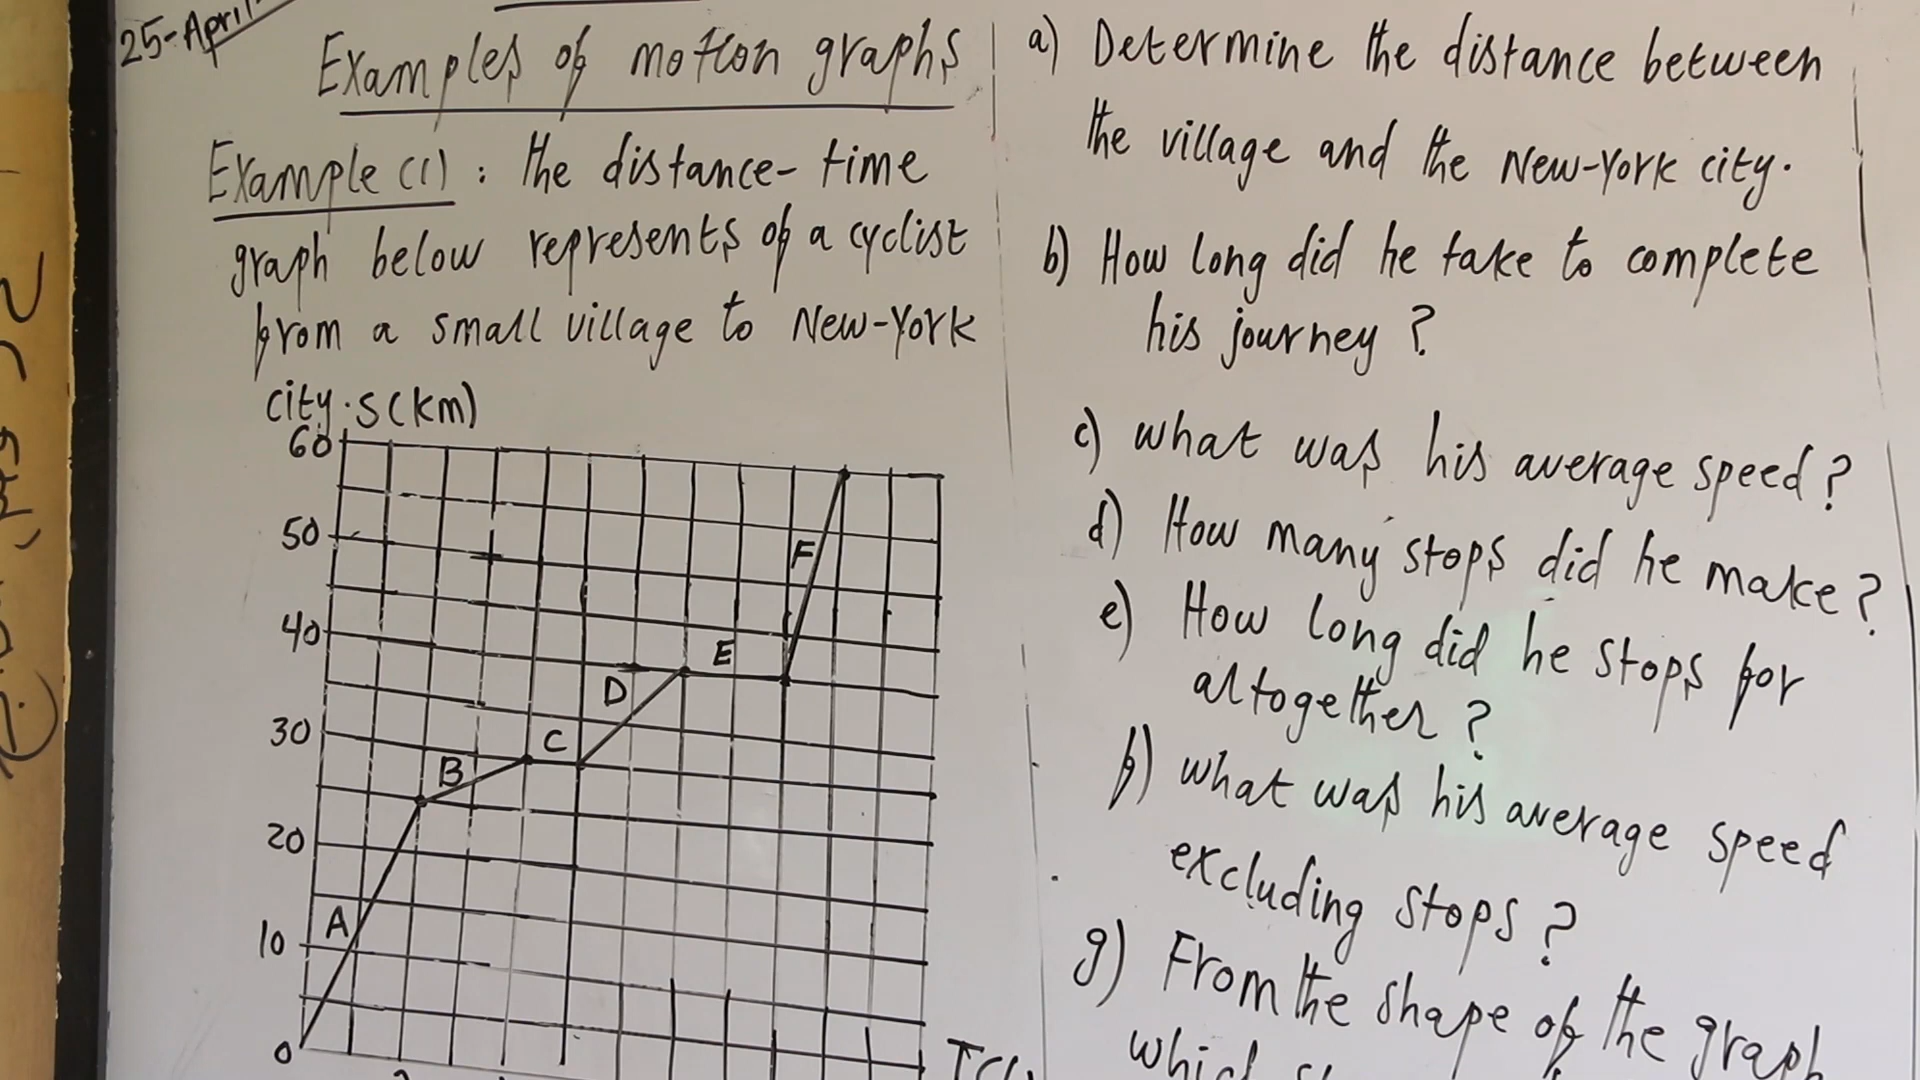 25-April
Examples of motion graphs
Example (1) : the distance-time
graph below represents of a cyclist
from a small village to New-York
city. S(km)
60
50
40
30
20
10
0
A
B
C
D
E
F
a) Determine the distance between
the village and the New-York city.
b) How long did he take to complete
his journey ?
c) what was his average speed?
d) How many stops did he make?
e) How long did he stops for
altogether ?
f) what was his average speed
excluding stops ?
g) From the shape of the graph